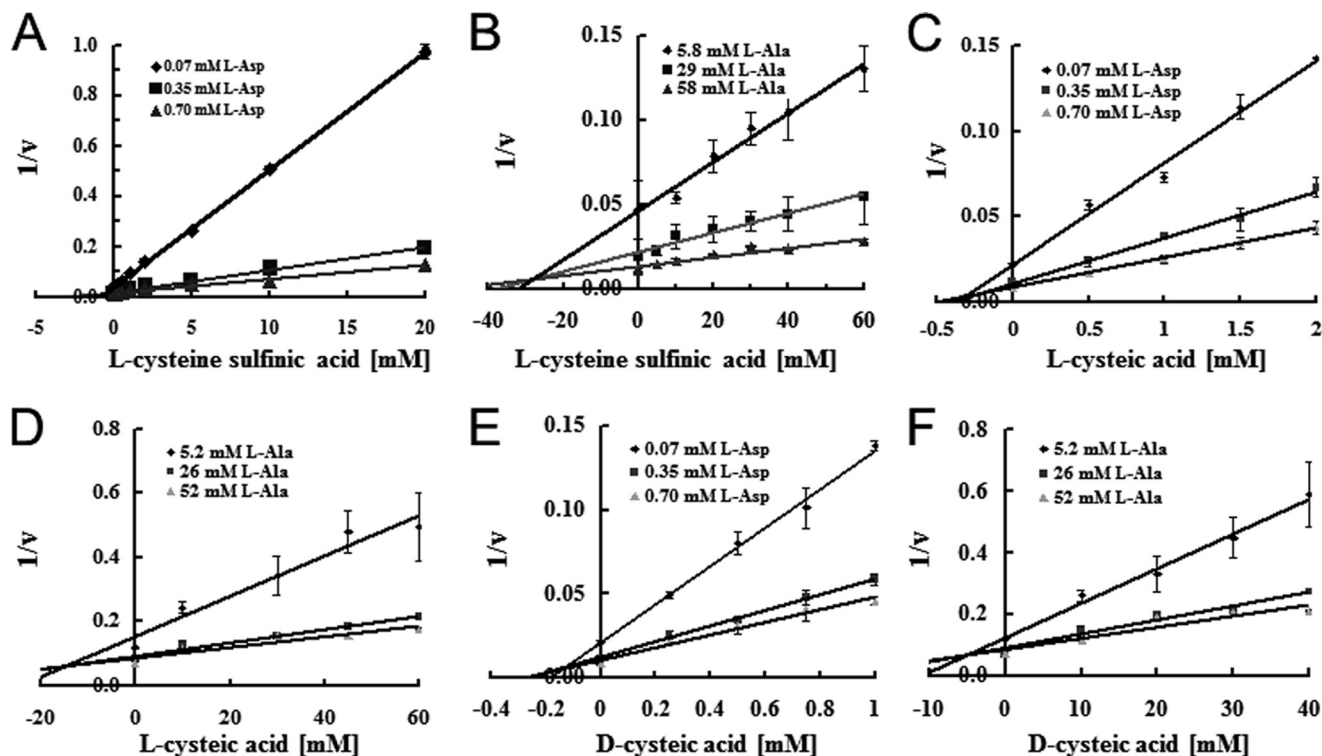 A
0.07 mM L-Asp
0.35 mM L-Asp
0.70 mM L-Asp
1/v
1.0
0.8
0.6
0.4
0.2
0.0
-5 0 5 10 15 20
L-cysteine sulfinic acid [mM]
B
5.8 mM L-Ala
29 mM L-Ala
58 mM L-Ala
1/v
0.15
0.10
0.05
0.00
-40 -20 0 20 40 60
L-cysteine sulfinic acid [mM]
C
0.07 mM L-Asp
0.35 mM L-Asp
0.70 mM L-Asp
1/v
0.15
0.10
0.05
0.00
-0.5 0 0.5 1 1.5 2
L-cysteic acid [mM]
D
5.2 mM L-Ala
26 mM L-Ala
52 mM L-Ala
1/v
0.8
0.6
0.4
0.2
0.0
-20 0 20 40 60
L-cysteic acid [mM]
E
0.07 mM L-Asp
0.35 mM L-Asp
0.70 mM L-Asp
1/v
0.15
0.10
0.05
0.00
-0.4 -0.2 0 0.2 0.4 0.6 0.8 1
D-cysteic acid [mM]
F
5.2 mM L-Ala
26 mM L-Ala
52 mM L-Ala
1/v
0.8
0.6
0.4
0.2
0.0
-10 0 10 20 30 40
D-cysteic acid [mM]